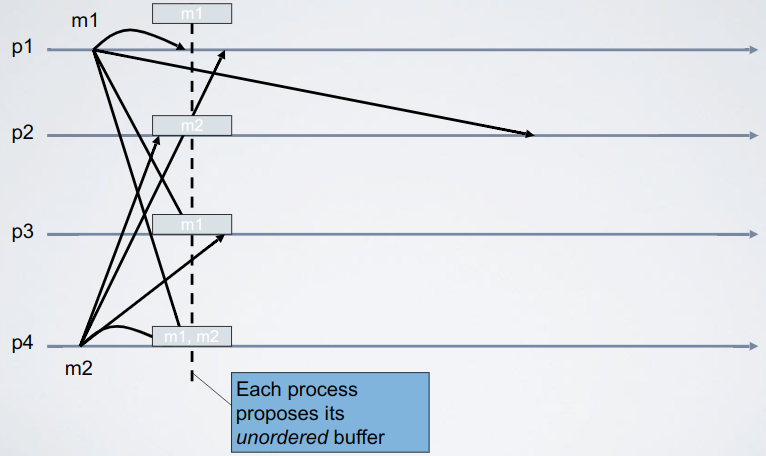 m1
m1
p1
p2
m2
p3
m1
p4
m1, m2
m2
Each process
proposes its
unordered buffer